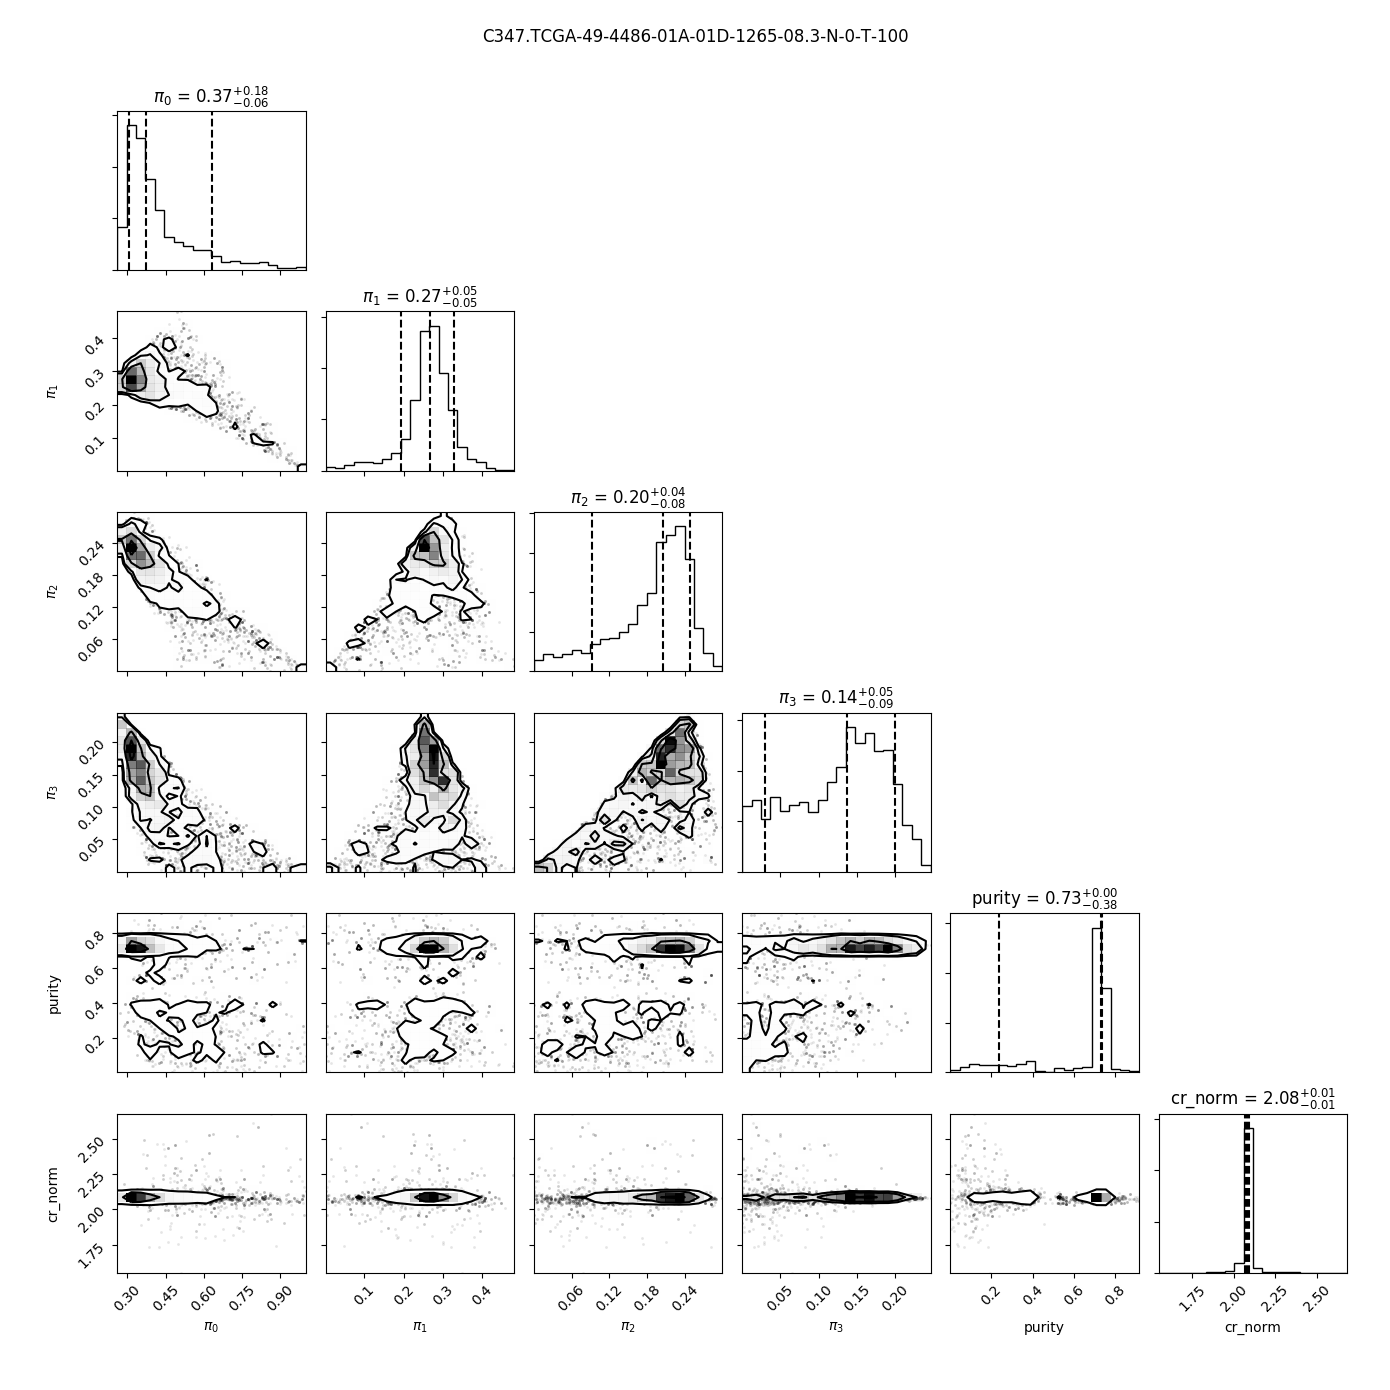 C347.TCGA-49-4486-01A-01D-1265-08.3-N-0-T-100
π₀ = 0.37+0.18−0.06
π₁ = 0.27+0.05−0.05
0.4
0.3
0.2
0.1
π₁
π₂ = 0.20+0.04−0.08
0.24
0.18
0.12
0.06
π₂
π₃ = 0.14+0.05−0.09
0.20
0.15
0.10
0.05
π₃
purity = 0.73+0.00−0.38
0.8
0.6
0.4
0.2
purity
cr_norm = 2.08+0.01−0.01
2.50
2.25
2.00
1.75
cr_norm
0.30 0.45 0.60 0.75 0.90 0.1 0.2 0.3 0.4 0.06 0.12 0.18 0.24 0.05 0.10 0.15 0.20 0.2 0.4 0.6 0.8 1.75 2.00 2.25 2.50
π₀ π₁ π₂ π₃ purity cr_norm